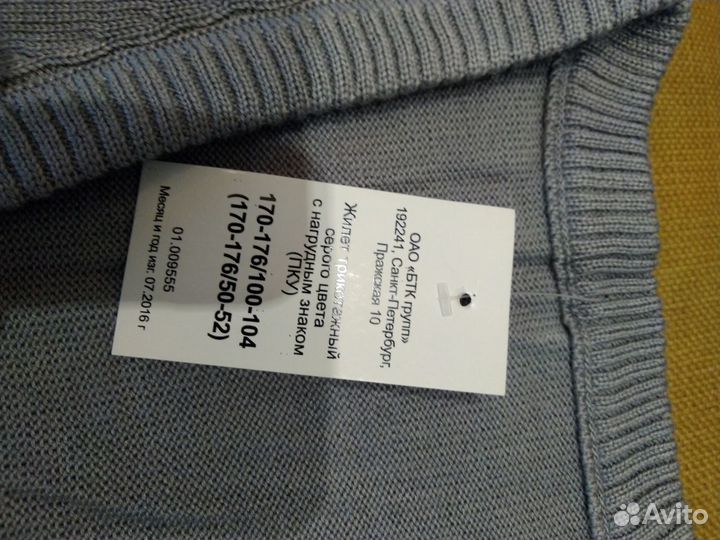 ОАО «БТК групп»
192241, Санкт-Петербург,
Пражская 10
Жилет трикотажный
серого цвета
с нагрудным знаком
(ПКУ)
170-176/100-104
(170-176/50-52)
01.009555
Месяц и год изг. 07.2016 г
Avito